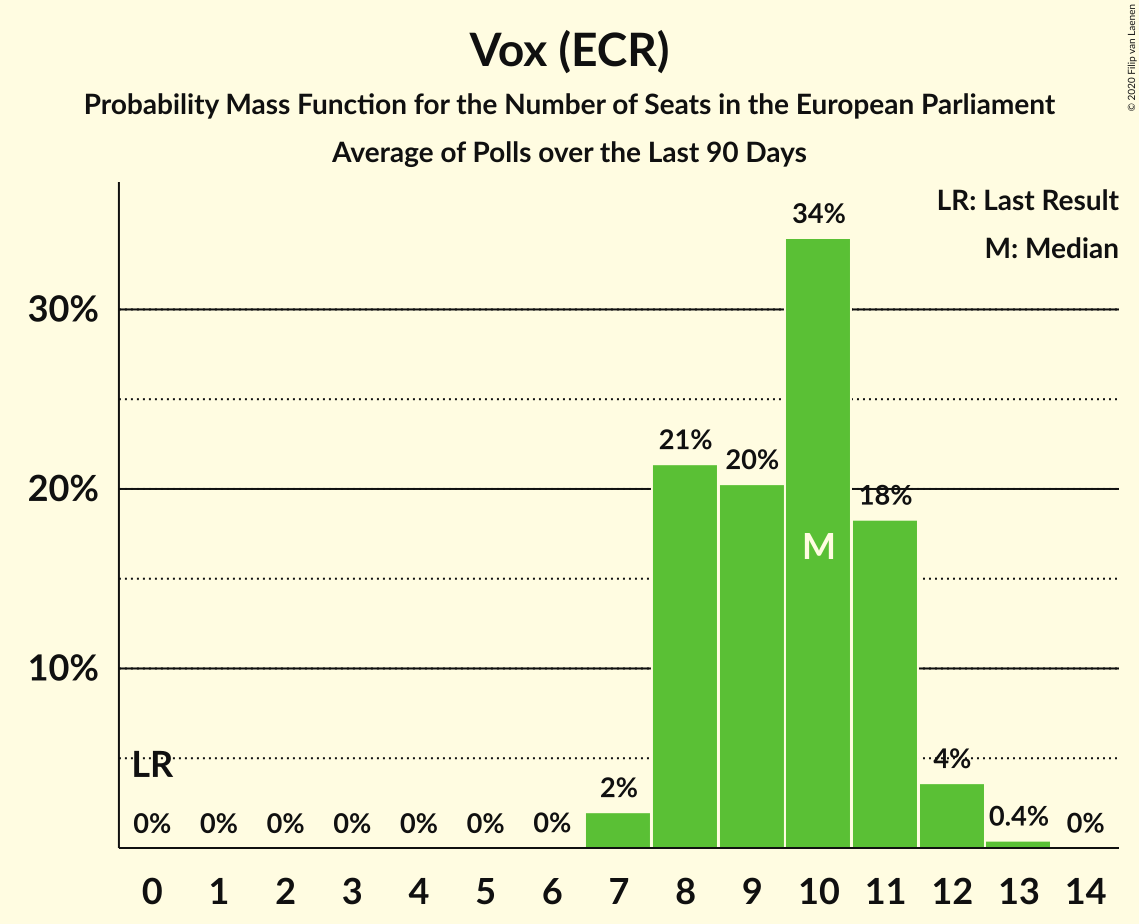 © 2020 Filip van Laenen
Vox (ECR)
Probability Mass Function for the Number of Seats in the European Parliament
Average of Polls over the Last 90 Days
LR: Last Result
M: Median
34%
30%
21%
20%
20%
18%
M
10%
LR
4%
2%
0% 0% 0% 0% 0% 0% 0% 0.4% 0%
0 1 2 3 4 5 6 7 8 9 10 11 12 13 14